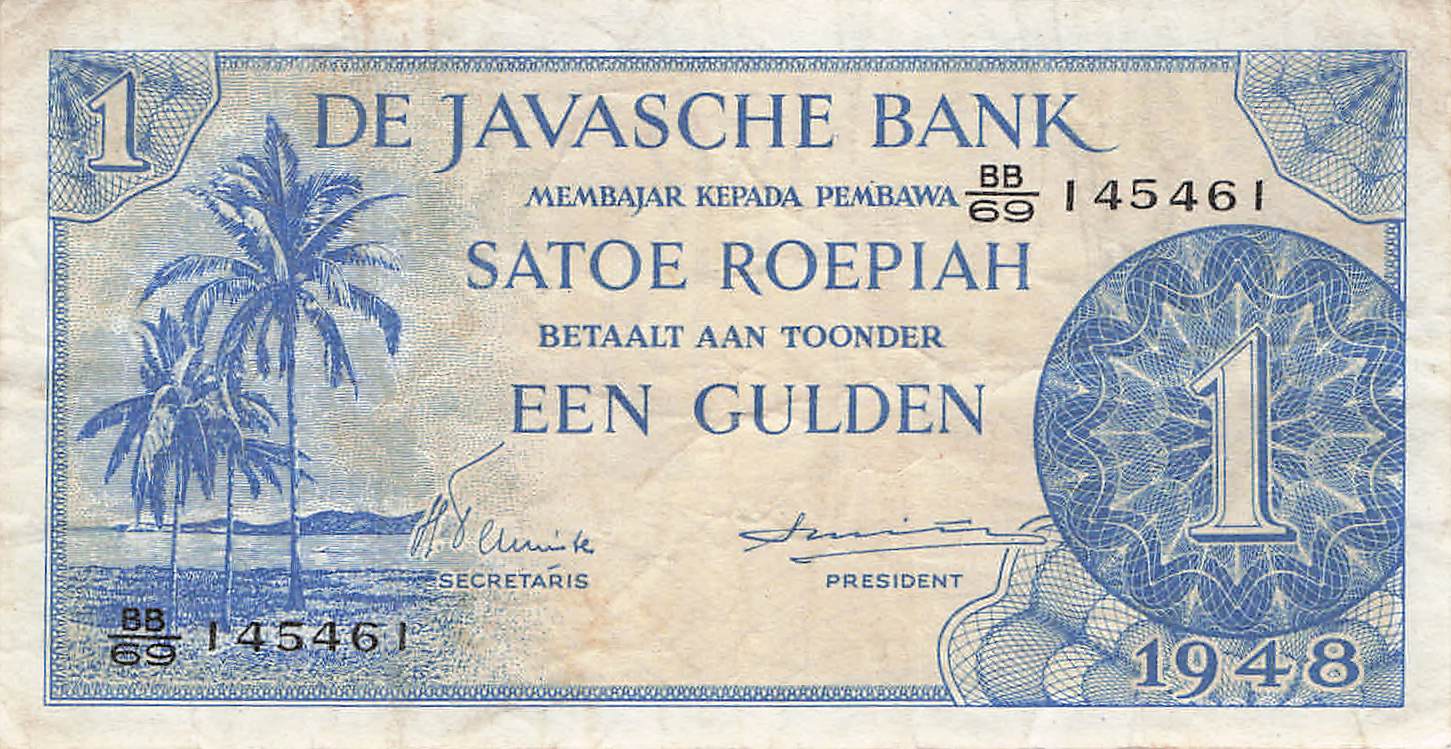 1
DE JAVASCHE BANK
MEMBAJAR KEPADA PEMBAWA
BB/69 145461
SATOE ROEPIAH
BETAALT AAN TOONDER
EEN GULDEN
1
SECRETARIS
PRESIDENT
BB/69 145461
1948